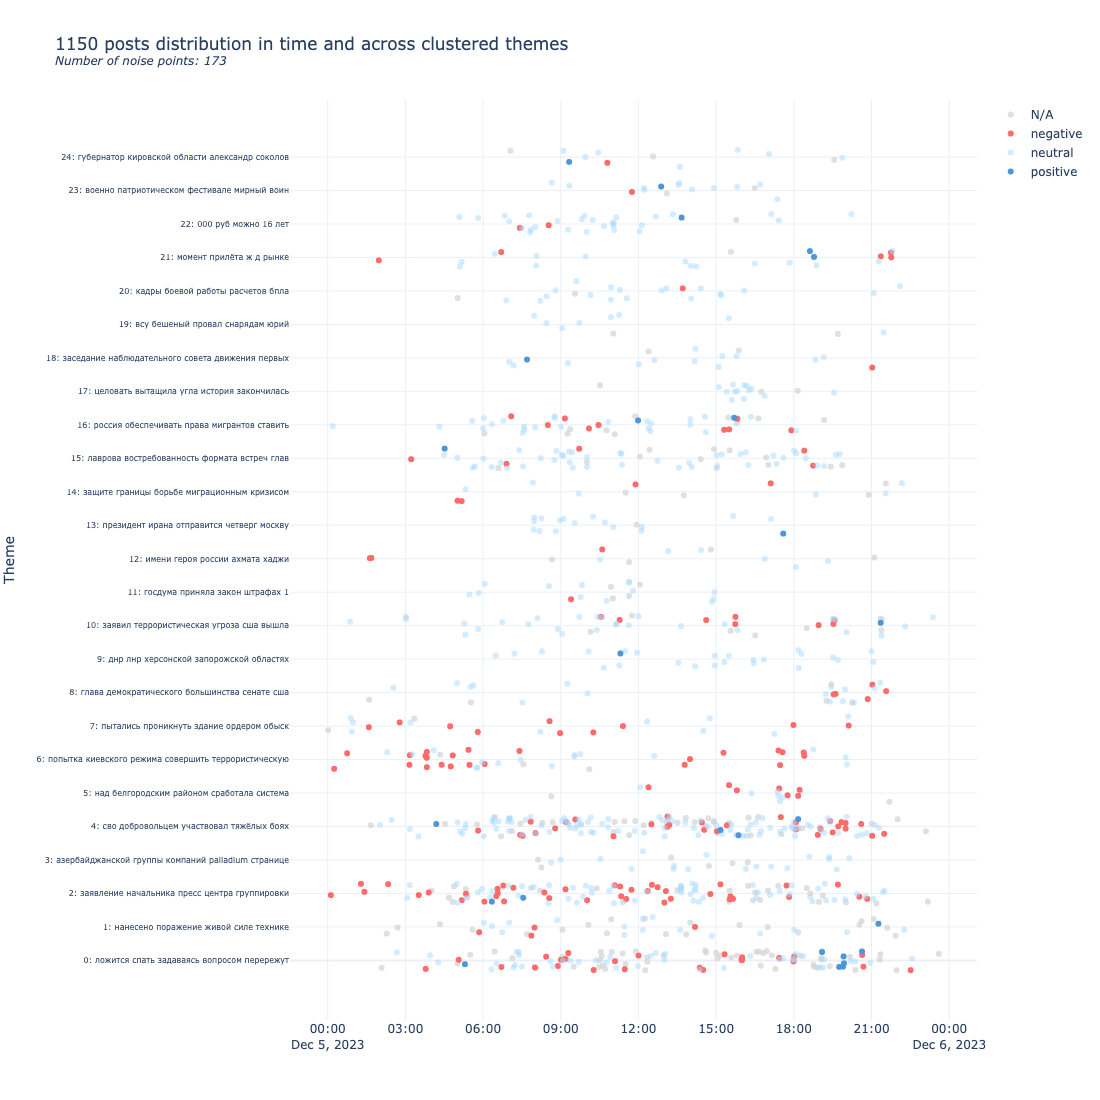 1150 posts distribution in time and across clustered themes
Number of noise points: 173
N/A
negative
neutral
positive
Theme
24: губернатор кировской области александр соколов
23: военно патриотическом фестивале мирный воин
22: 000 руб можно 16 лет
21: момент прилёта ж д рынке
20: кадры боевой работы расчетов бпла
19: всу бешеный провал снарядам юрий
18: заседание наблюдательного совета движения первых
17: целовать вытащила угла история закончилась
16: россия обеспечивать права мигрантов ставить
15: лаврова востребованность формата встреч глав
14: защите границы борьбе миграционным кризисом
13: президент ирана отправится четверг москву
12: имени героя россии ахмата хаджи
11: госдума приняла закон штрафах 1
10: заявил террористическая угроза сша вышла
9: днр лнр херсонской запорожской областях
8: глава демократического большинства сенате сша
7: пытались проникнуть здание ордером обыск
6: попытка киевского режима совершить террористическую
5: над белгородским районом сработала система
4: сво добровольцем участвовал тяжёлых боях
3: азербайджанской группы компаний palladium странице
2: заявление начальника пресс центра группировки
1: нанесено поражение живой силе технике
0: ложится спать задаваясь вопросом перережут
00:00 03:00 06:00 09:00 12:00 15:00 18:00 21:00 00:00
Dec 5, 2023 Dec 6, 2023